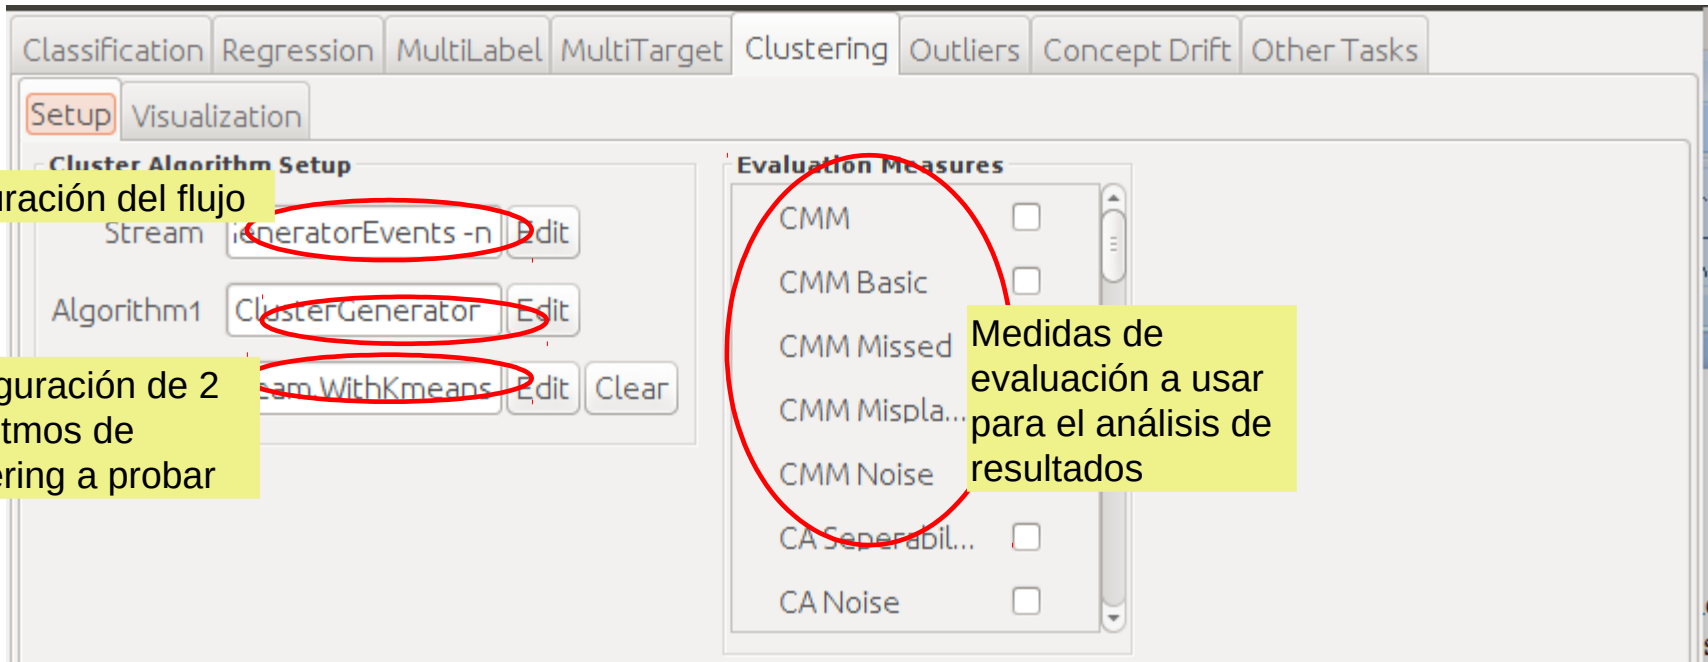 Classification Regression MultiLabel MultiTarget Clustering Outliers Concept Drift Other Tasks
Setup Visualization
Cluster Algorithm Setup
uración del flujo
Stream eneratorEvents -n Edit
Algorithm1 ClusterGenerator Edit
guración de 2
tmos de
ering a probar
eam.WithKmeans Edit Clear
Evaluation Measures
CMM
CMM Basic
CMM Missed
CMM Mispla...
CMM Noise
CA Seperabil...
CA Noise
Medidas de
evaluación a usar
para el análisis de
resultados